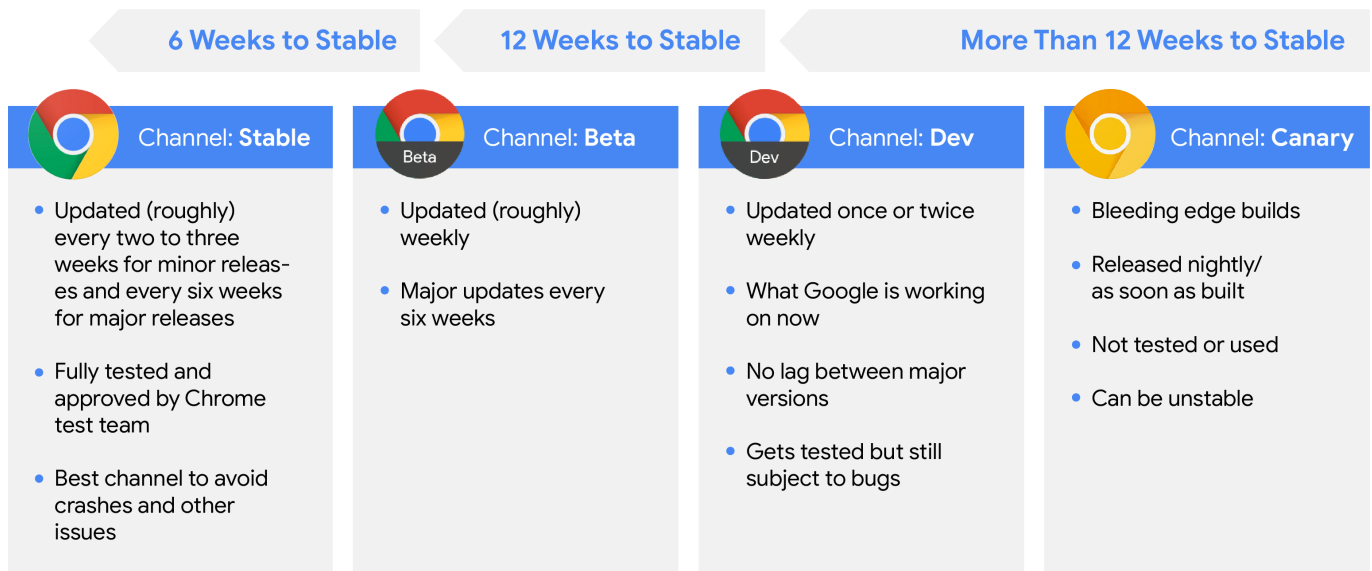 6 Weeks to Stable
12 Weeks to Stable
More Than 12 Weeks to Stable
Channel: Stable
Updated (roughly)
every two to three
weeks for minor releas-
es and every six weeks
for major releases
Fully tested and
approved by Chrome
test team
Best channel to avoid
crashes and other
issues
Beta
Channel: Beta
Updated (roughly)
weekly
Major updates every
six weeks
Dev
Channel: Dev
Updated once or twice
weekly
What Google is working
on now
No lag between major
versions
Gets tested but still
subject to bugs
Channel: Canary
Bleeding edge builds
Released nightly/
as soon as built
Not tested or used
Can be unstable